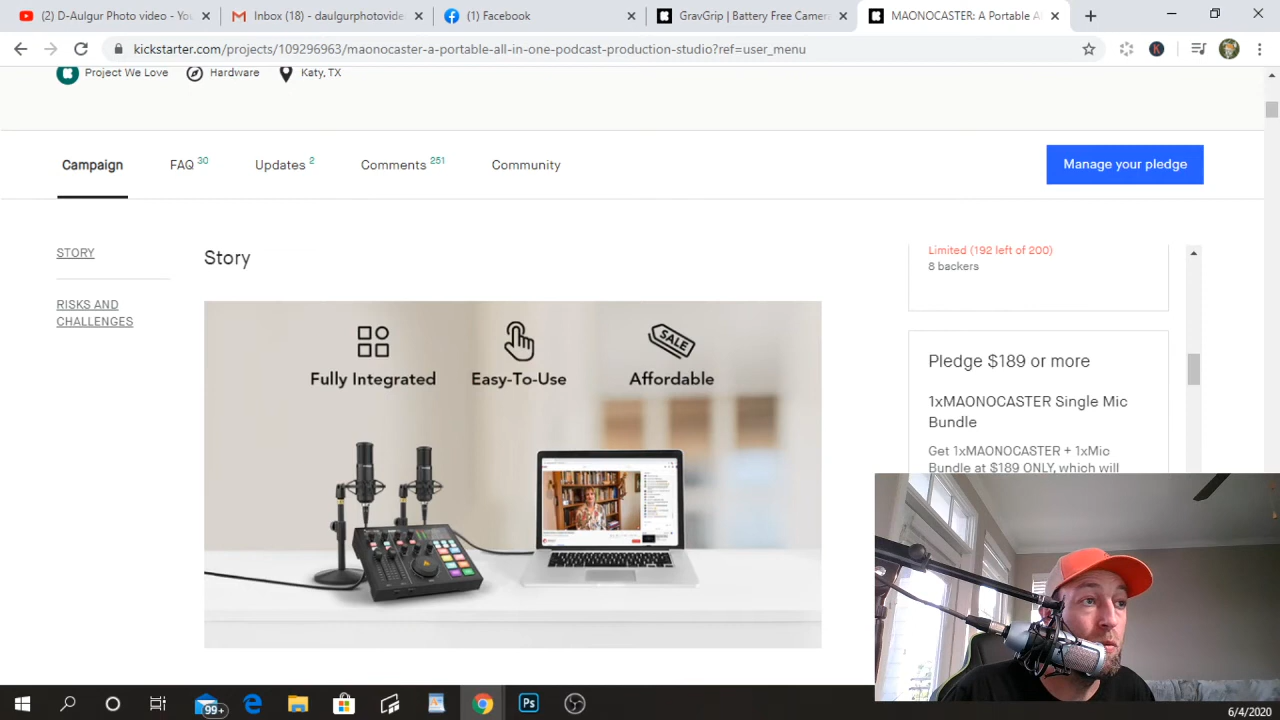 (2) D-Aulgur Photo video - You
Inbox (18) - daulgurphotovide
(1) Facebook
GravGrip | Battery Free Camera
MAONOCASTER: A Portable A
kickstarter.com/projects/109296963/maonocaster-a-portable-all-in-one-podcast-production-studio?ref=user_menu
Project We Love
Hardware
Katy, TX
Campaign
FAQ 30
Updates 2
Comments 251
Community
Manage your pledge
STORY
RISKS AND
CHALLENGES
Story
Fully Integrated
Easy-To-Use
SALE
Affordable
Limited (192 left of 200)
8 backers
Pledge $189 or more
1xMAONOCASTER Single Mic
Bundle
Get 1xMAONOCASTER + 1xMic
Bundle at $189 ONLY, which will
99+
Ps
6/4/2020